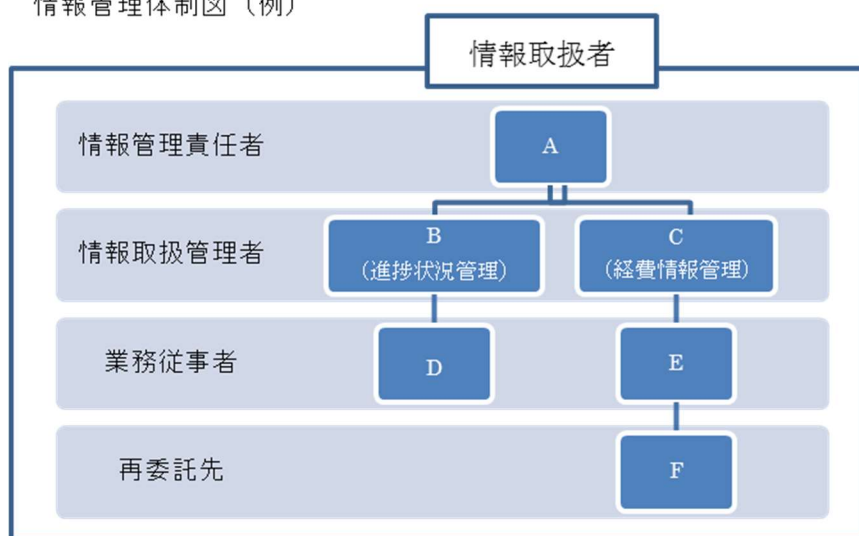 情報管理体制図（例）
情報取扱者
情報管理責任者
A
情報取扱管理者
B
（進捗状況管理）
C
（経費情報管理）
業務従事者
D
E
再委託先
F